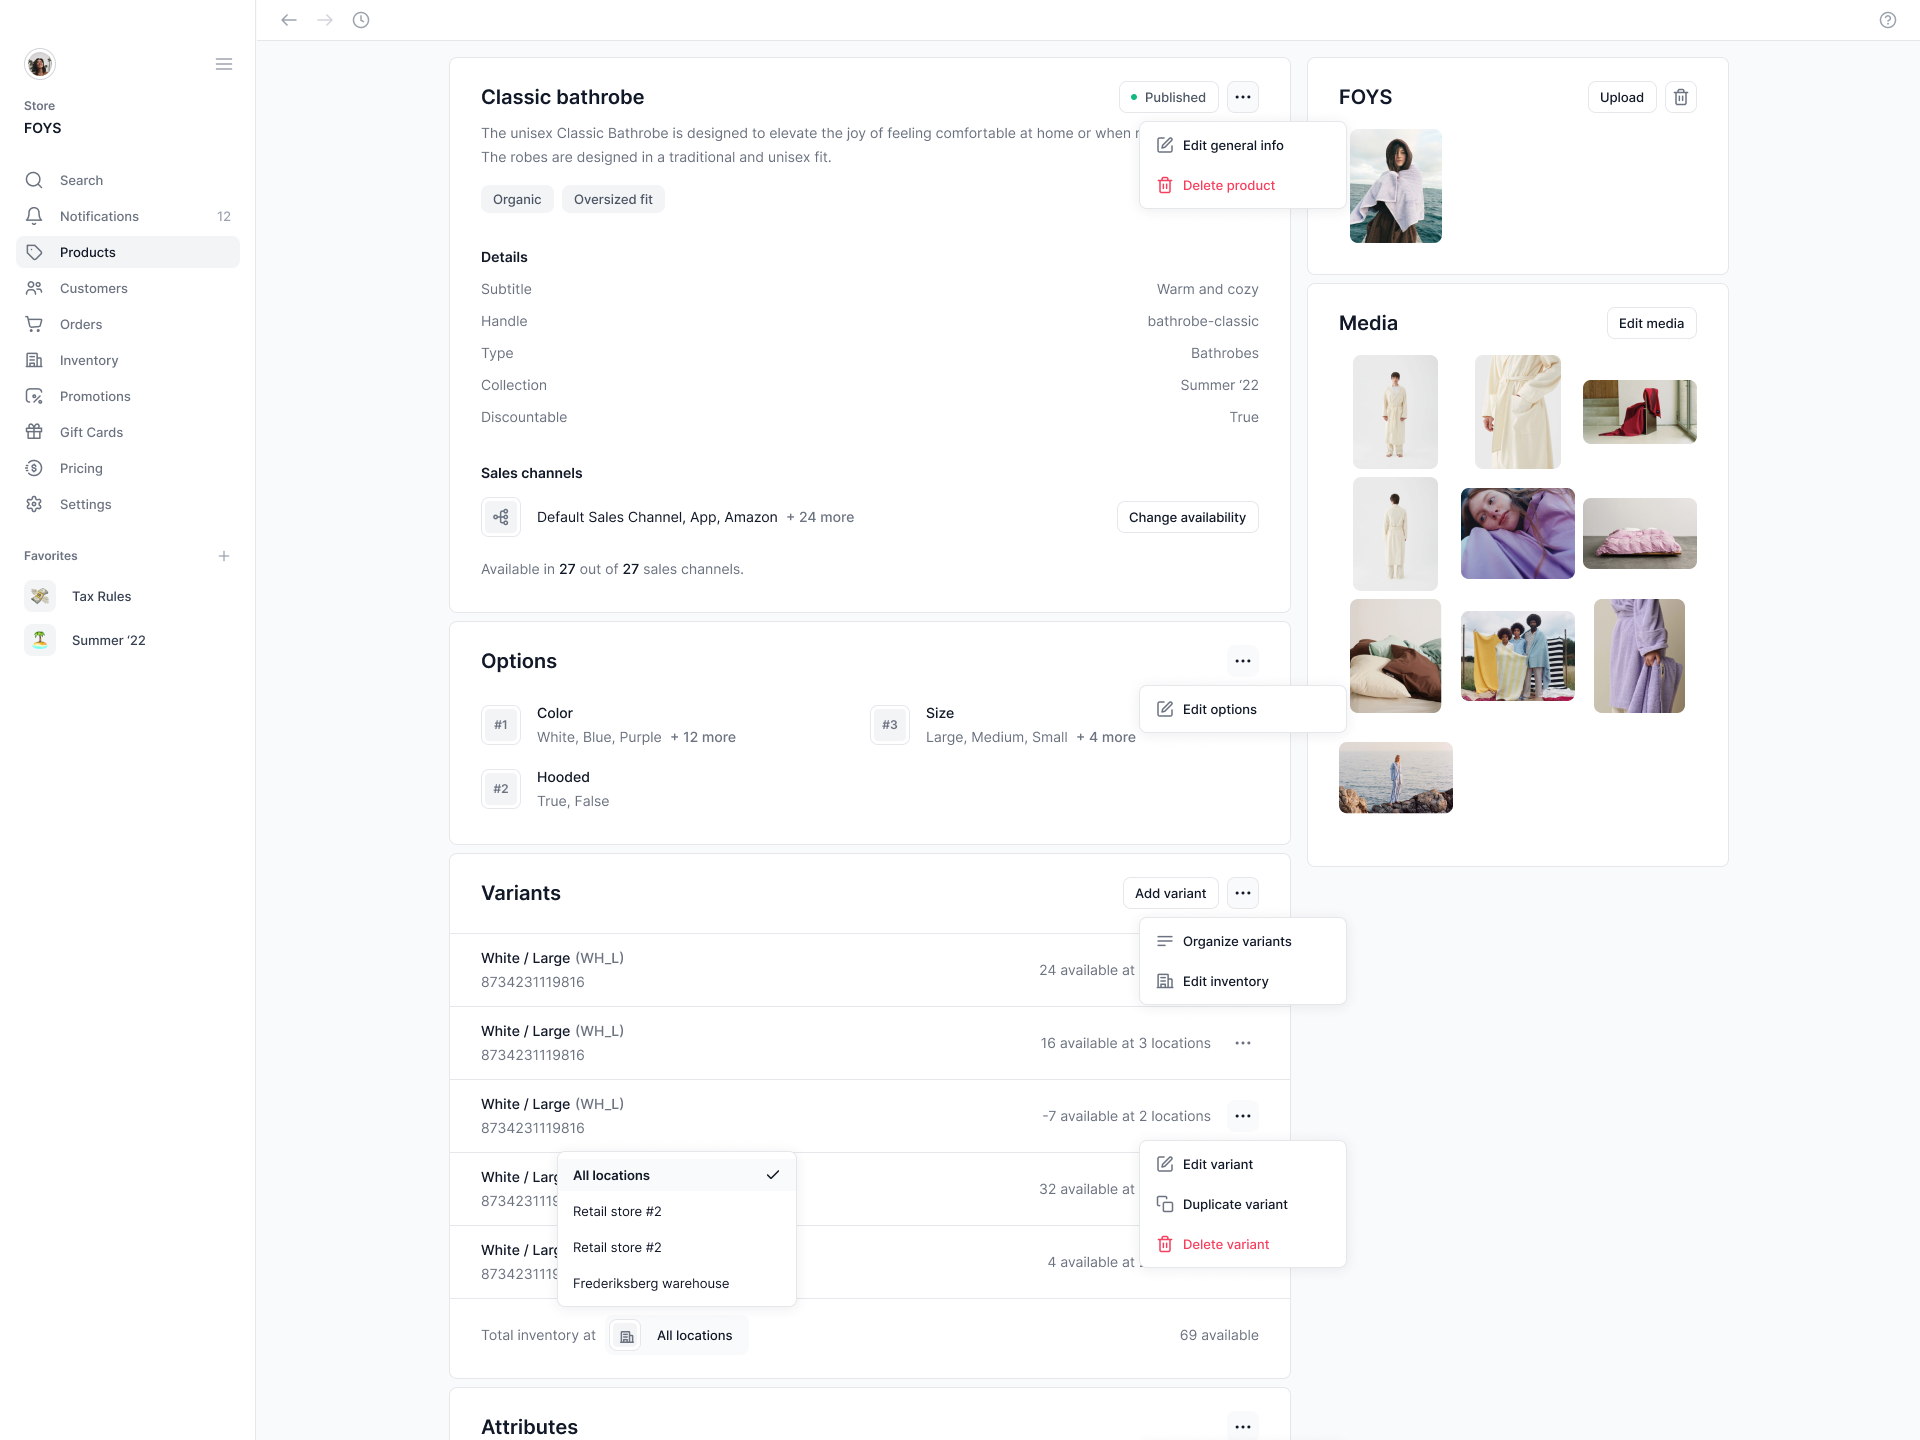 Store
FOYS
Search
Notifications 12
Products
Customers
Orders
Inventory
Promotions
Gift Cards
Pricing
Settings
Favorites
Tax Rules
Summer ‘22
Classic bathrobe
Published
The unisex Classic Bathrobe is designed to elevate the joy of feeling comfortable at home or when
The robes are designed in a traditional and unisex fit.
Organic Oversized fit
Edit general info
Delete product
Details
Subtitle Warm and cozy
Handle bathrobe-classic
Type Bathrobes
Collection Summer ‘22
Discountable True
Sales channels
Default Sales Channel, App, Amazon + 24 more
Change availability
Available in 27 out of 27 sales channels.
Options
Edit options
#1 Color
White, Blue, Purple + 12 more
#3 Size
Large, Medium, Small + 4 more
#2 Hooded
True, False
Variants
Add variant
Organize variants
Edit inventory
White / Large (WH_L)
8734231119816
24 available at
White / Large (WH_L)
8734231119816
16 available at 3 locations
White / Large (WH_L)
8734231119816
-7 available at 2 locations
Edit variant
Duplicate variant
Delete variant
White /
32 available at
White /
4 available at
All locations
Retail store #2
Retail store #2
Frederiksberg warehouse
Total inventory at All locations 69 available
Attributes
FOYS
Upload
Media
Edit media